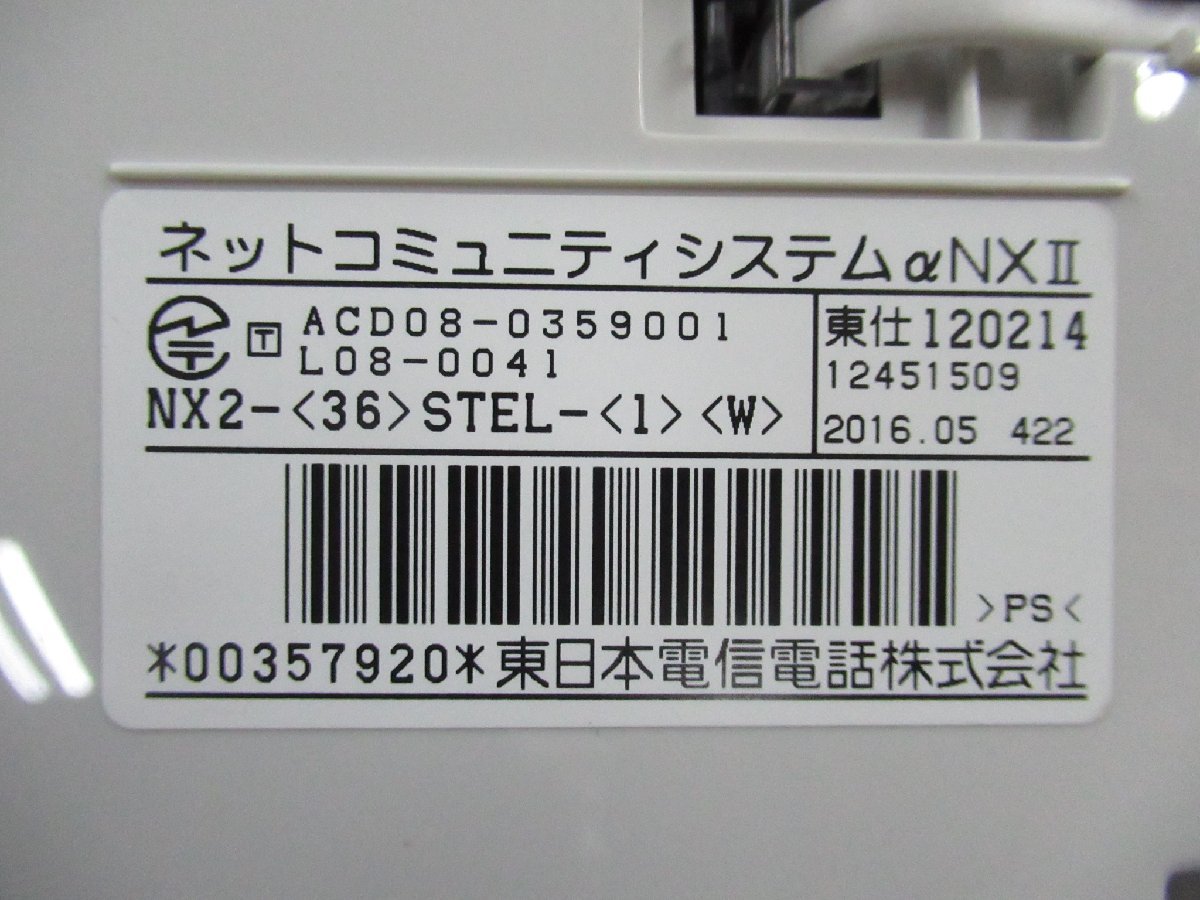 ネットコミュニティシステムαNXⅡ
T ACD08-0359001
L08-0041
NX2-<36>STEL-<1><W>
東仕120214
12451509
2016.05 422
>PS<
*00357920*東日本電信電話株式会社